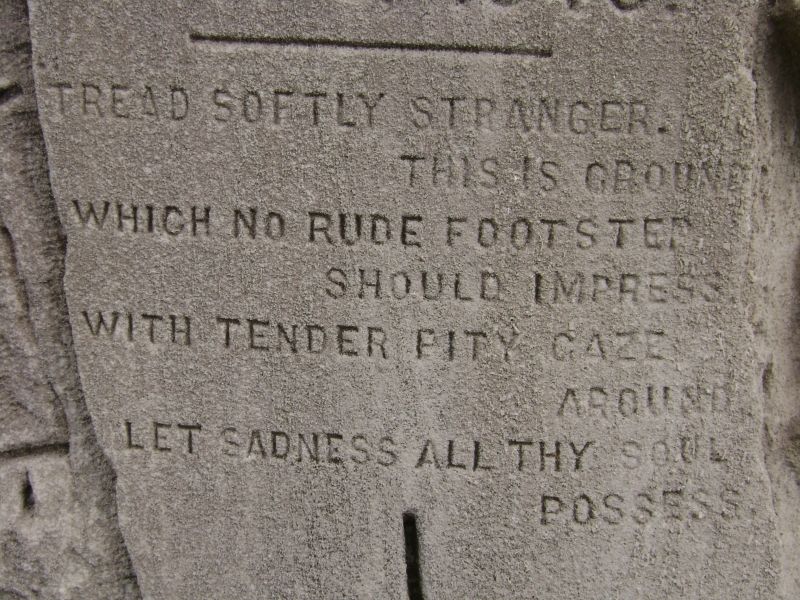 TREAD SOFTLY STRANGER.
THIS IS GROUND
WHICH NO RUDE FOOTSTEP
SHOULD IMPRESS.
WITH TENDER PITY GAZE
AROUND
LET SADNESS ALL THY SOUL
POSSESS.